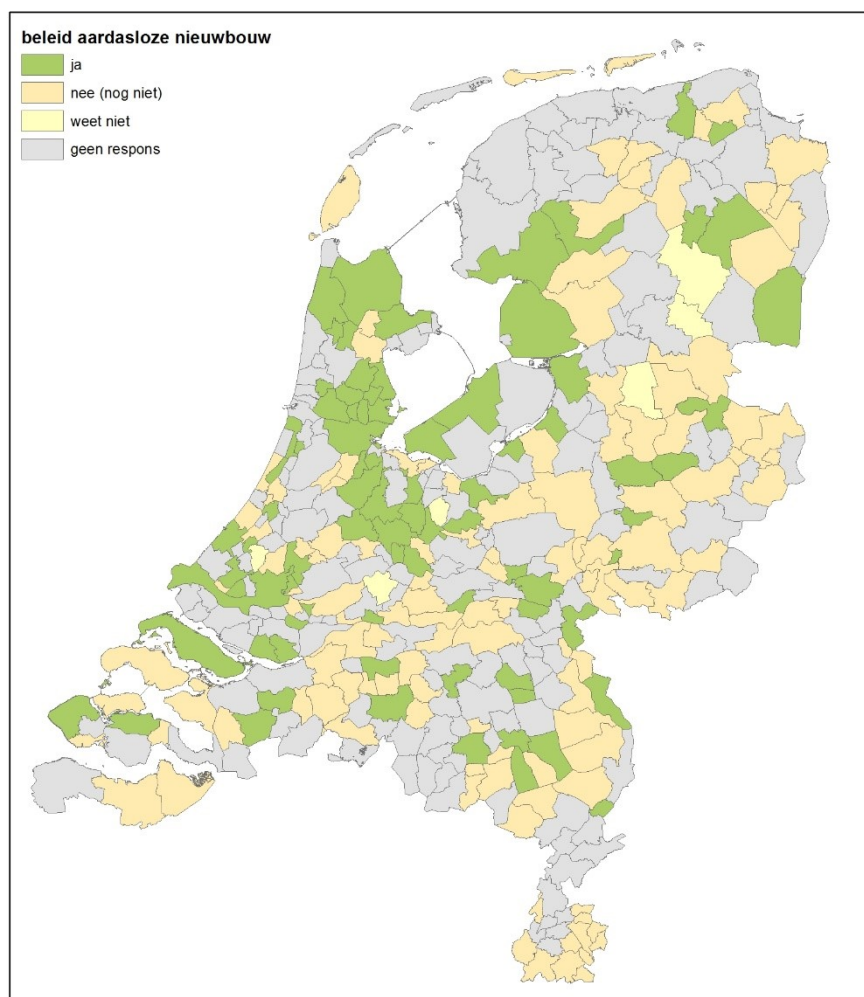 beleid aardasloze nieuwbouw
ja
nee (nog niet)
weet niet
geen respons